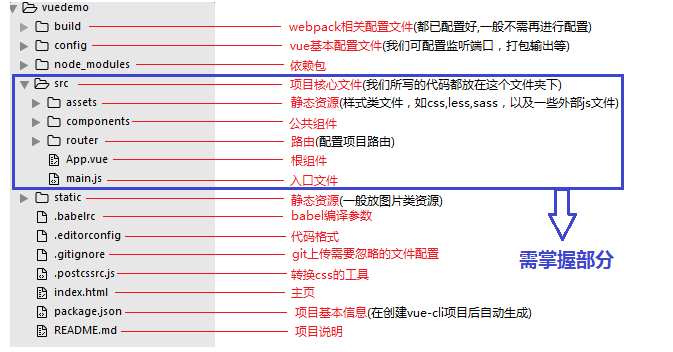 vuedemo
build webpack相关配置文件(都已配置好,一般不需再进行配置)
config vue基本配置文件(我们可配置监听端口，打包输出等)
node_modules 依赖包
src 项目核心文件(我们所写的代码都放在这个文件夹下)
assets 静态资源(样式类文件，如css,less,sass，以及一些外部js文件)
components 公共组件
router 路由(配置项目路由)
App.vue 根组件
main.js 入口文件
static 静态资源(一般放图片类资源)
.babelrc babel编译参数
.editorconfig 代码格式
.gitignore git上传需要忽略的文件配置
需掌握部分
.postcssrc.js 转换css的工具
index.html 主页
package.json 项目基本信息(在创建vue-cli项目后自动生成)
README.md 项目说明